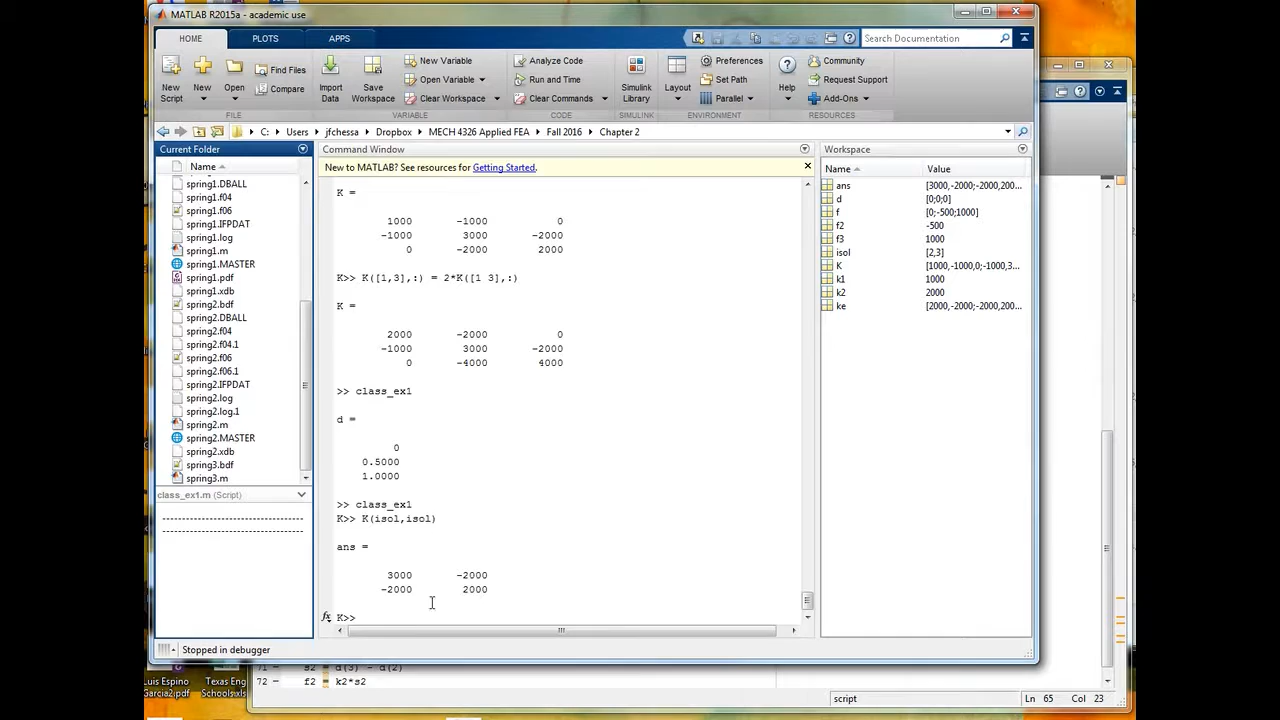 MATLAB R2015a - academic use
HOME PLOTS APPS Search Documentation
New Script New Open Find Files Compare Import Data Save Workspace New Variable Open Variable Clear Workspace Analyze Code Run and Time Clear Commands Simulink Library Layout Preferences Set Path Parallel Help Community Request Support Add-Ons
FILE VARIABLE CODE SIMULINK ENVIRONMENT RESOURCES
C: Users jfchessa Dropbox MECH 4326 Applied FEA Fall 2016 Chapter 2
Current Folder
Name
spring1.DBALL
spring1.f04
spring1.f06
spring1.IFPDAT
spring1.log
spring1.m
spring1.MASTER
spring1.pdf
spring1.xdb
spring2.bdf
spring2.DBALL
spring2.f04
spring2.f04.1
spring2.f06
spring2.f06.1
spring2.IFPDAT
spring2.log
spring2.log.1
spring2.m
spring2.MASTER
spring2.xdb
spring3.bdf
spring3.m
class_ex1.m (Script)
Command Window
New to MATLAB? See resources for Getting Started.
K =
1000 -1000 0
-1000 3000 -2000
0 -2000 2000
K>> K([1,3],:) = 2*K([1 3],:)
K =
2000 -2000 0
-1000 3000 -2000
0 -4000 4000
>> class_ex1
d =
0
0.5000
1.0000
>> class_ex1
K>> K(isol,isol)
ans =
3000 -2000
-2000 2000
fx K>>
Workspace
Name Value
ans [3000,-2000;-2000,200...
d [0;0;0]
f [0;-500;1000]
f2 -500
f3 1000
isol [2,3]
K [1000,-1000,0;-1000,3...
k1 1000
k2 2000
ke [2000,-2000;-2000,200...
Stopped in debugger
Luis Espino
Garcia2.pdf
Texas Eng
Schools.xls
71 - s2 = d(3) - d(2)
72 - f2 = k2*s2
script Ln 65 Col 23